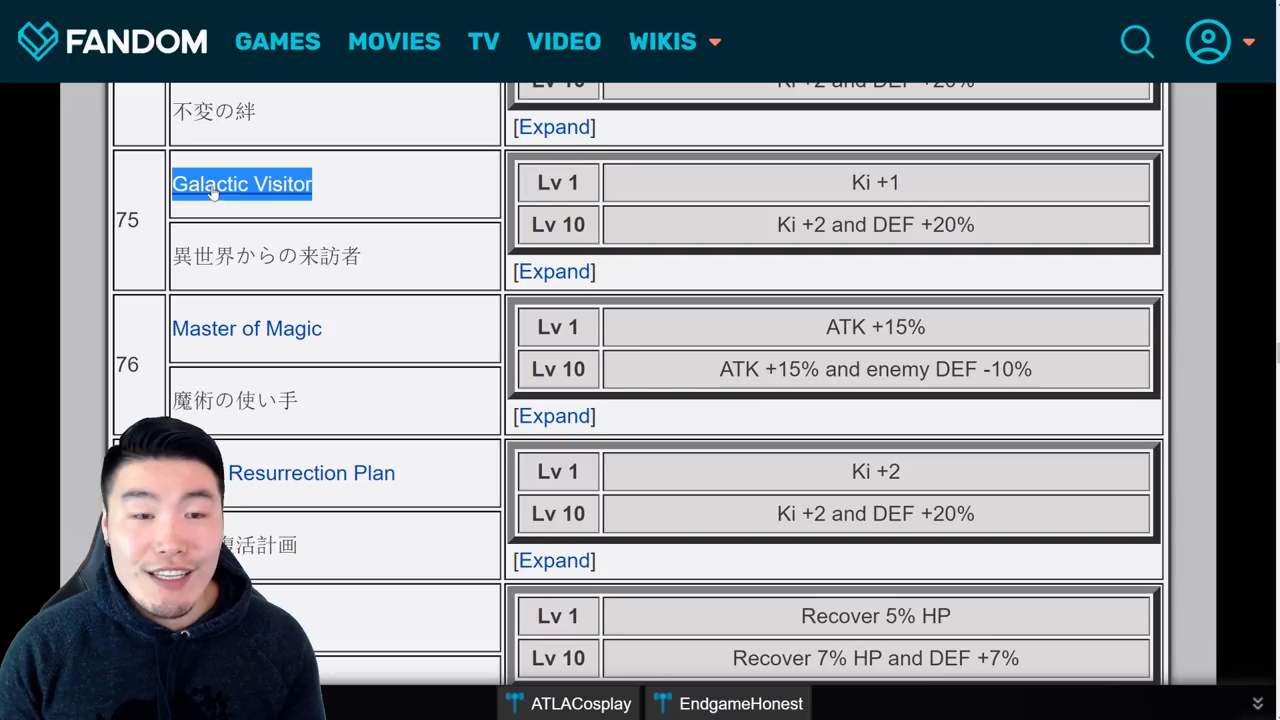 FANDOM GAMES MOVIES TV VIDEO WIKIS
Ki +2 and DEF +20%
不変の絆
[Expand]
75
Galactic Visitor
異世界からの来訪者
Lv 1 Ki +1
Lv 10 Ki +2 and DEF +20%
[Expand]
76
Master of Magic
魔術の使い手
Lv 1 ATK +15%
Lv 10 ATK +15% and enemy DEF -10%
[Expand]
Resurrection Plan
復活計画
Lv 1 Ki +2
Lv 10 Ki +2 and DEF +20%
[Expand]
Lv 1 Recover 5% HP
Lv 10 Recover 7% HP and DEF +7%
ATLACosplay EndgameHonest